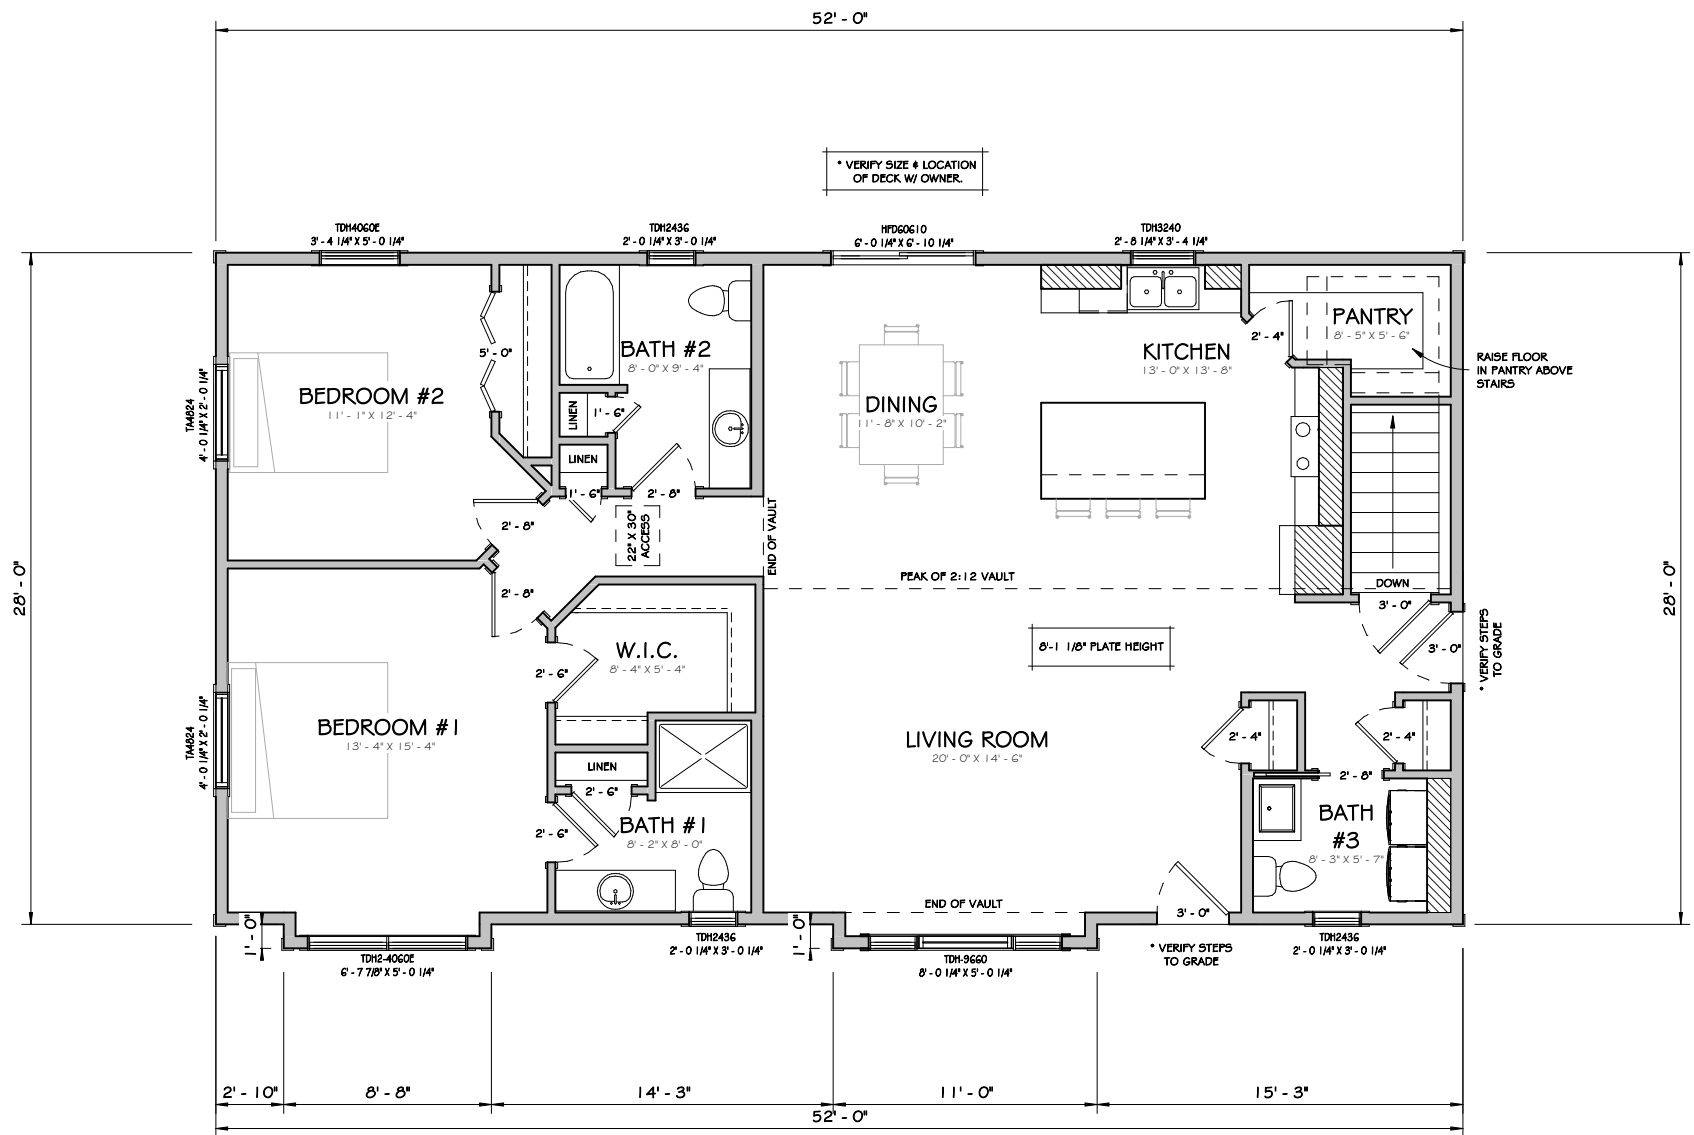 52' - 0"
* VERIFY SIZE & LOCATION
OF DECK W/ OWNER.
TDH4060E
3' - 4 1/4" X 5' - 0 1/4"
TDH2436
2' - 0 1/4" X 3' - 0 1/4"
HFD60610
6' - 0 1/4" X 6' - 10 1/4"
TDH3240
2' - 8 1/4" X 3' - 4 1/4"
PANTRY
8' - 5" X 5' - 6"
2' - 4"
RAISE FLOOR
IN PANTRY ABOVE
STAIRS
5' - 0"
BATH #2
8' - 0" X 9' - 4"
KITCHEN
13' - 0" X 13' - 8"
BEDROOM #2
11' - 1" X 12' - 4"
TA4824
4' - 0 1/4" X 2' - 0 1/4"
LINEN
1' - 6"
DINING
11' - 8" X 10' - 2"
LINEN
1' - 6"
2' - 8"
2' - 8"
22" X 30"
ACCESS
END OF VAULT
PEAK OF 2:12 VAULT
DOWN
3' - 0"
28' - 0"
28' - 0"
2' - 8"
8'-1 1/8" PLATE HEIGHT
3' - 0"
* VERIFY STEPS
TO GRADE
W.I.C.
8' - 4" X 5' - 4"
2' - 6"
BEDROOM #1
13' - 4" X 15' - 4"
TA4824
4' - 0 1/4" X 2' - 0 1/4"
LIVING ROOM
20' - 0" X 14' - 6"
2' - 4"
2' - 4"
LINEN
2' - 6"
2' - 8"
2' - 6"
BATH #1
8' - 2" X 8' - 0"
BATH
#3
8' - 3" X 5' - 7"
END OF VAULT
3' - 0"
1' - 0"
1' - 0"
TDH2-4060E
6' - 7 7/8" X 5' - 0 1/4"
TDH2436
2' - 0 1/4" X 3' - 0 1/4"
TDH-9660
8' - 0 1/4" X 5' - 0 1/4"
* VERIFY STEPS
TO GRADE
TDH2436
2' - 0 1/4" X 3' - 0 1/4"
2' - 10"
8' - 8"
14' - 3"
11' - 0"
15' - 3"
52' - 0"